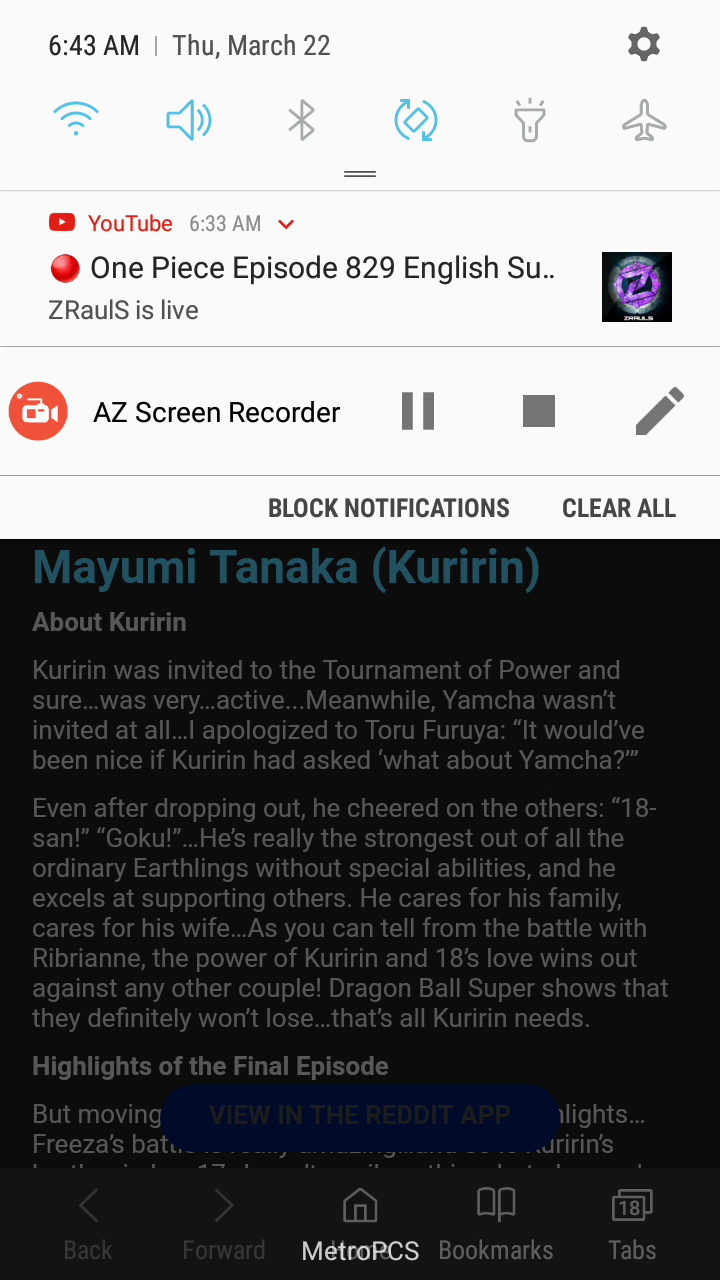 6:43 AM | Thu, March 22
YouTube 6:33 AM
One Piece Episode 829 English Su…
ZRaulS is live
ZRAULS
AZ Screen Recorder
BLOCK NOTIFICATIONS CLEAR ALL
Mayumi Tanaka (Kuririn)
About Kuririn
Kuririn was invited to the Tournament of Power and
sure…was very…active...Meanwhile, Yamcha wasn’t
invited at all…I apologized to Toru Furuya: “It would’ve
been nice if Kuririn had asked ‘what about Yamcha?’”
Even after dropping out, he cheered on the others: “18-
san!” “Goku!”…He’s really the strongest out of all the
ordinary Earthlings without special abilities, and he
excels at supporting others. He cares for his family,
cares for his wife…As you can tell from the battle with
Ribrianne, the power of Kuririn and 18’s love wins out
against any other couple! Dragon Ball Super shows that
they definitely won’t lose…that’s all Kuririn needs.
Highlights of the Final Episode
But moving
VIEW IN THE REDDIT APP
Freeza’s
18
Back Forward Home Bookmarks Tabs
MetroPCS